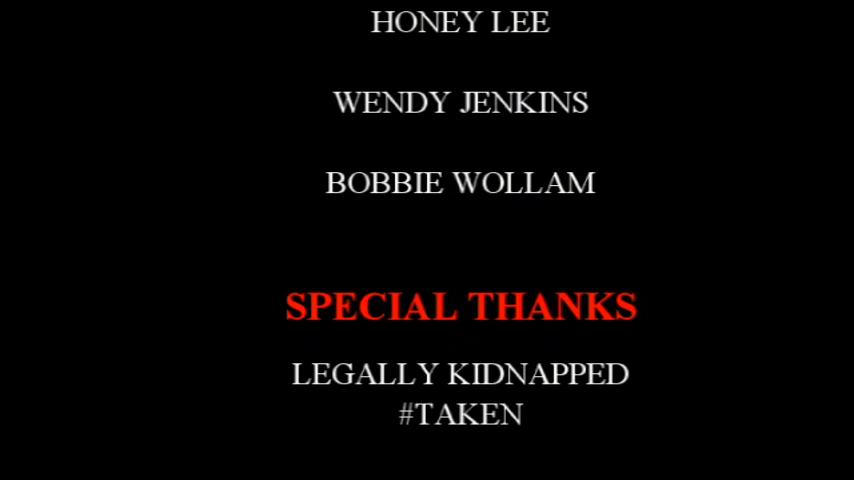 HONEY LEE
WENDY JENKINS
BOBBIE WOLLAM
SPECIAL THANKS
LEGALLY KIDNAPPED
#TAKEN